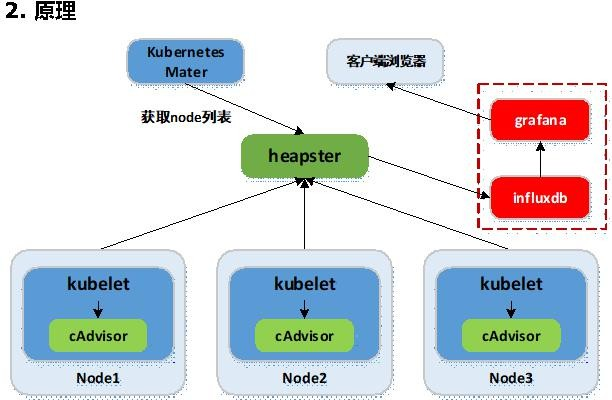 2. 原理
Kubernetes
Mater
客户端浏览器
获取node列表
grafana
heapster
influxdb
kubelet
cAdvisor
Node1
kubelet
cAdvisor
Node2
kubelet
cAdvisor
Node3